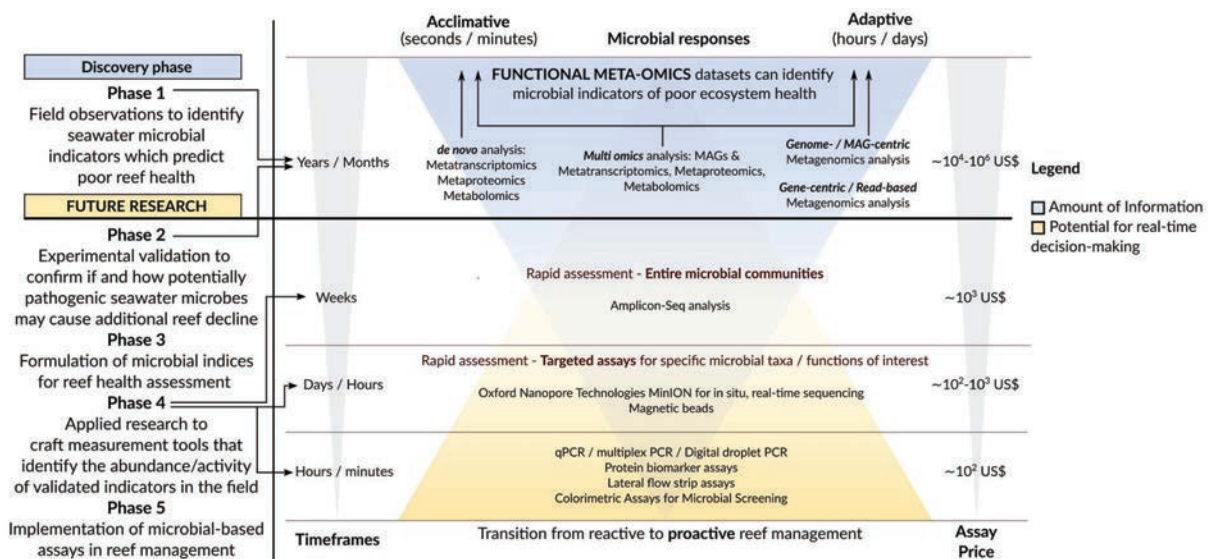 Discovery phase
Phase 1
Field observations to identify
seawater microbial
indicators which predict
poor reef health
FUTURE RESEARCH
Phase 2
Experimental validation to
confirm if and how potentially
pathogenic seawater microbes
may cause additional reef decline
Phase 3
Formulation of microbial indices
for reef health assessment
Phase 4
Applied research to
craft measurement tools that
identify the abundance/activity
of validated indicators in the field
Phase 5
Implementation of microbial-based
assays in reef management
Years / Months
Weeks
Days / Hours
Hours / minutes
Timeframes
Acclimative
(seconds / minutes)
Microbial responses
Adaptive
(hours / days)
FUNCTIONAL META-OMICS datasets can identify
microbial indicators of poor ecosystem health
de novo analysis:
Metatranscriptomics
Metaproteomics
Metabolomics
Multi omics analysis: MAGs &
Metatranscriptomics, Metaproteomics,
Metabolomics
Genome- / MAG-centric
Metagenomics analysis
Gene-centric / Read-based
Metagenomics analysis
Rapid assessment - Entire microbial communities
Amplicon-Seq analysis
Rapid assessment - Targeted assays for specific microbial taxa / functions of interest
Oxford Nanopore Technologies MinION for in situ, real-time sequencing
Magnetic beads
qPCR / multiplex PCR / Digital droplet PCR
Protein biomarker assays
Lateral flow strip assays
Colorimetric Assays for Microbial Screening
Transition from reactive to proactive reef management
~10⁴-10⁶ US$
~10³ US$
~10²-10³ US$
~10² US$
Assay
Price
Legend
Amount of Information
Potential for real-time
decision-making